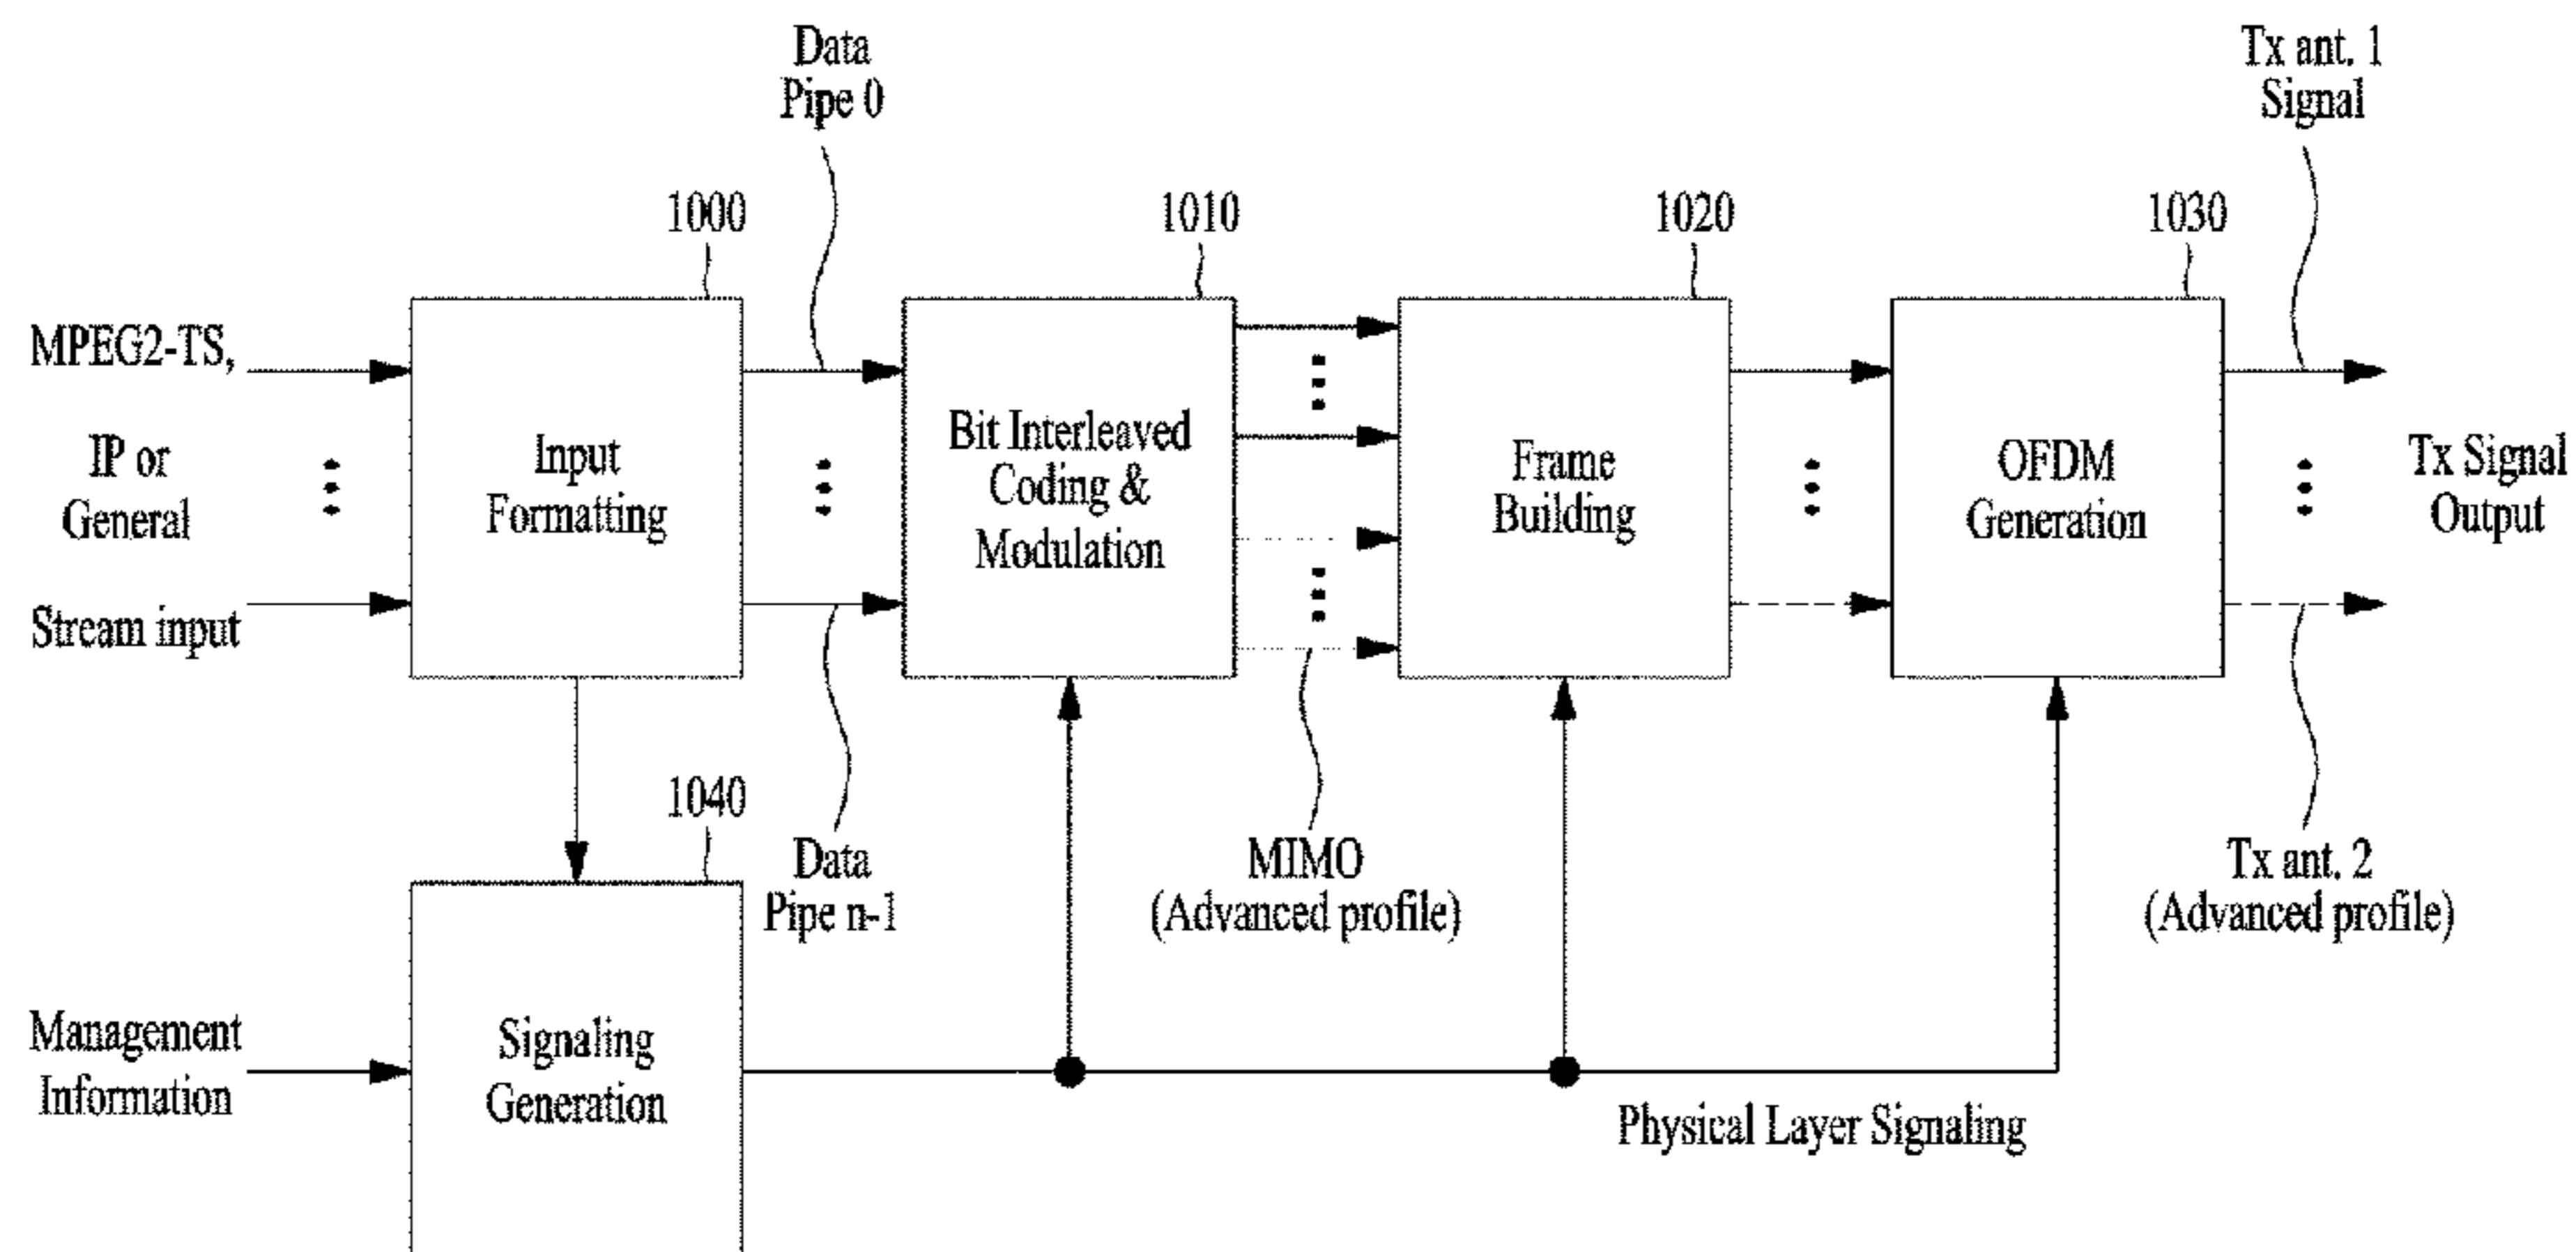 Data
Pipe 0
Tx ant. 1
Signal
1000
1010
1020
1030
MPEG2-TS,
IP or
General
Stream input
Input
Formatting
Bit Interleaved
Coding &
Modulation
Frame
Building
OFDM
Generation
Tx Signal
Output
1040
Data
Pipe n-1
MIMO
(Advanced profile)
Tx ant. 2
(Advanced profile)
Management
Information
Signaling
Generation
Physical Layer Signaling